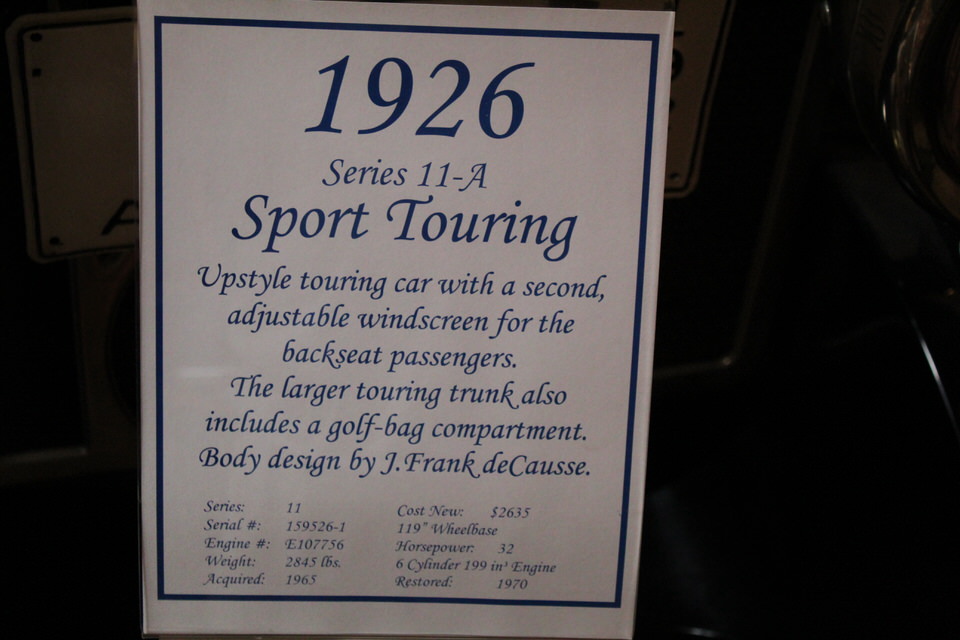 1926
Series 11-A
Sport Touring
Upstyle touring car with a second,
adjustable windscreen for the
backseat passengers.
The larger touring trunk also
includes a golf-bag compartment.
Body design by J.Frank deCausse.
Series: 11
Serial #: 159526-1
Engine #: E107756
Weight: 2845 lbs.
Acquired: 1965
Cost New: $2635
119" Wheelbase
Horsepower: 32
6 Cylinder 199 in³ Engine
Restored: 1970